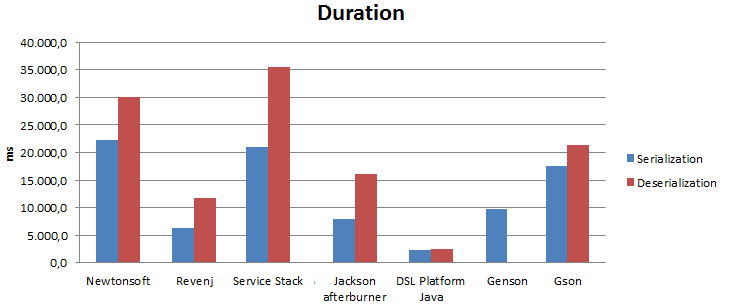 Duration
40.000,0
35.000,0
30.000,0
25.000,0
20.000,0
15.000,0
10.000,0
5.000,0
0,0
ms
Newtonsoft Revenj Service Stack Jackson afterburner DSL Platform Java Genson Gson
Serialization
Deserialization